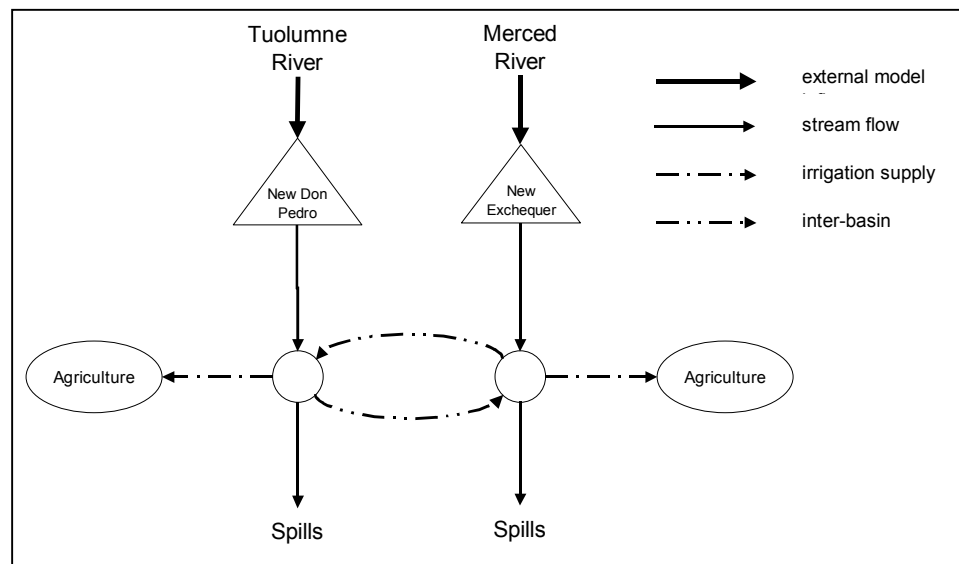 Tuolumne
River
Merced
River
external model
stream flow
irrigation supply
inter-basin
New Don
Pedro
New
Exchequer
Agriculture
Agriculture
Spills
Spills